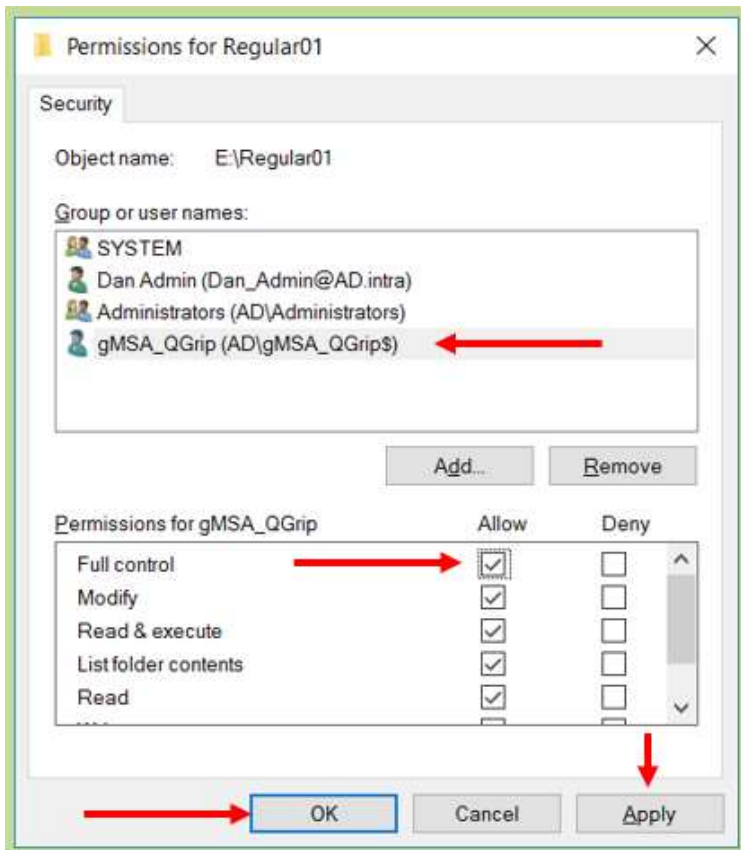 Permissions for Regular01
Security
Object name: E:\Regular01
Group or user names:
SYSTEM
Dan Admin (Dan_Admin@AD.intra)
Administrators (AD\Administrators)
gMSA_QGrip (AD\gMSA_QGrip$)
Add... Remove
Permissions for gMSA_QGrip Allow Deny
Full control
Modify
Read & execute
List folder contents
Read
OK Cancel Apply